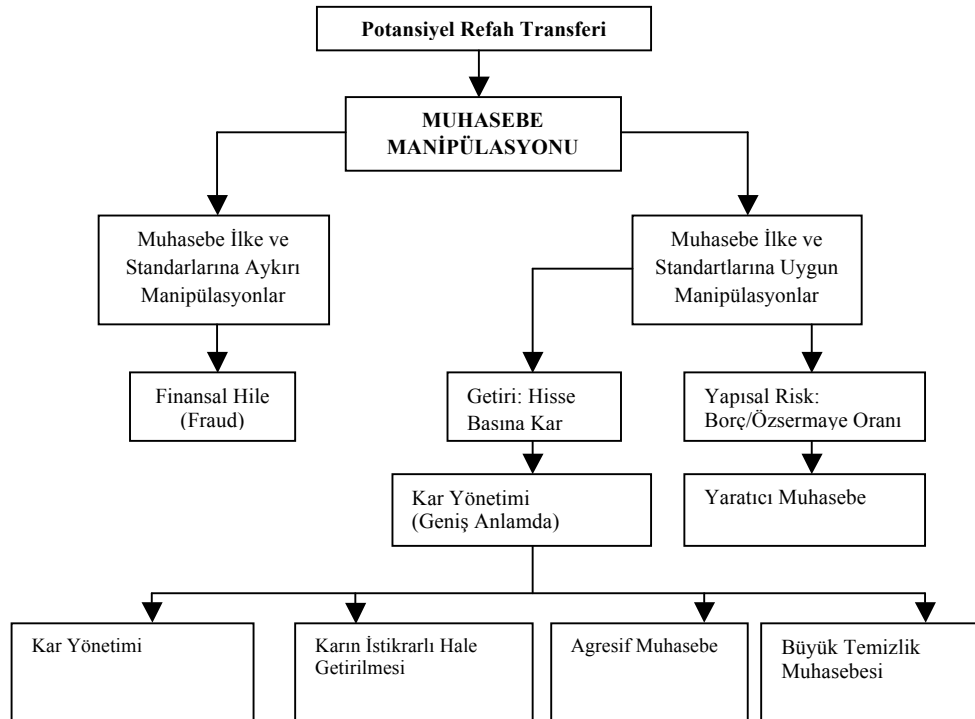 Potansiyel Refah Transferi
MUHASEBE
MANİPÜLASYONU
Muhasebe İlke ve
Standarlarına Aykırı
Manipülasyonlar
Muhasebe İlke ve
Standartlarına Uygun
Manipülasyonlar
Finansal Hile
(Fraud)
Getiri: Hisse
Basına Kar
Yapısal Risk:
Borç/Özsermaye Oranı
Kar Yönetimi
(Geniş Anlamda)
Yaratıcı Muhasebe
Kar Yönetimi
Karın İstikrarlı Hale
Getirilmesi
Agresif Muhasebe
Büyük Temizlik
Muhasebesi